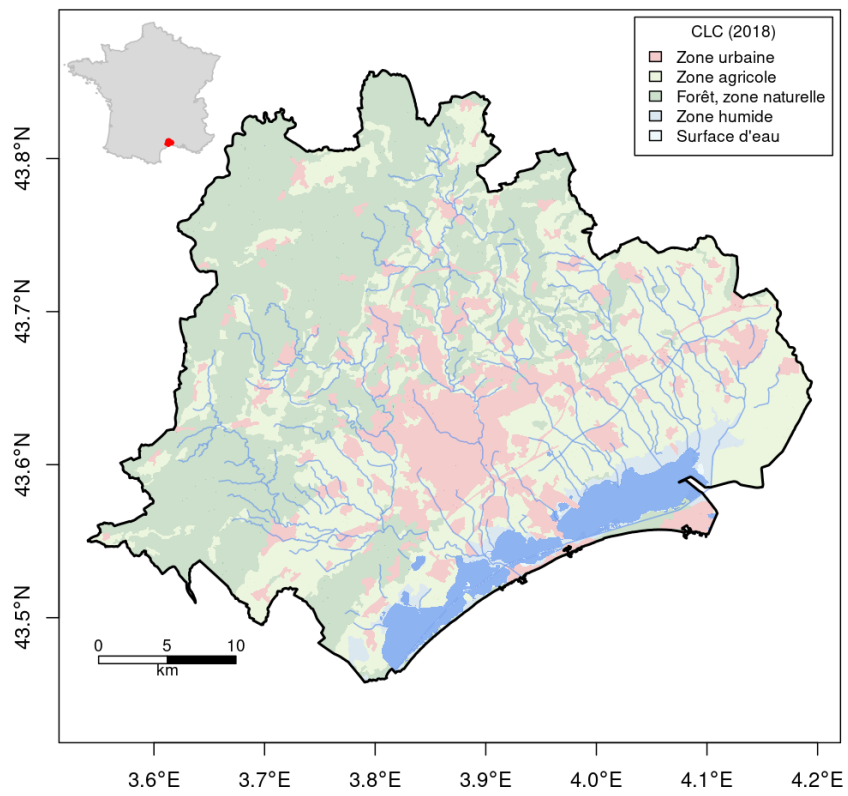 CLC (2018)
Zone urbaine
Zone agricole
Forêt, zone naturelle
Zone humide
Surface d'eau
43.8°N
43.7°N
43.6°N
43.5°N
0 5 10
km
3.6°E 3.7°E 3.8°E 3.9°E 4.0°E 4.1°E 4.2°E